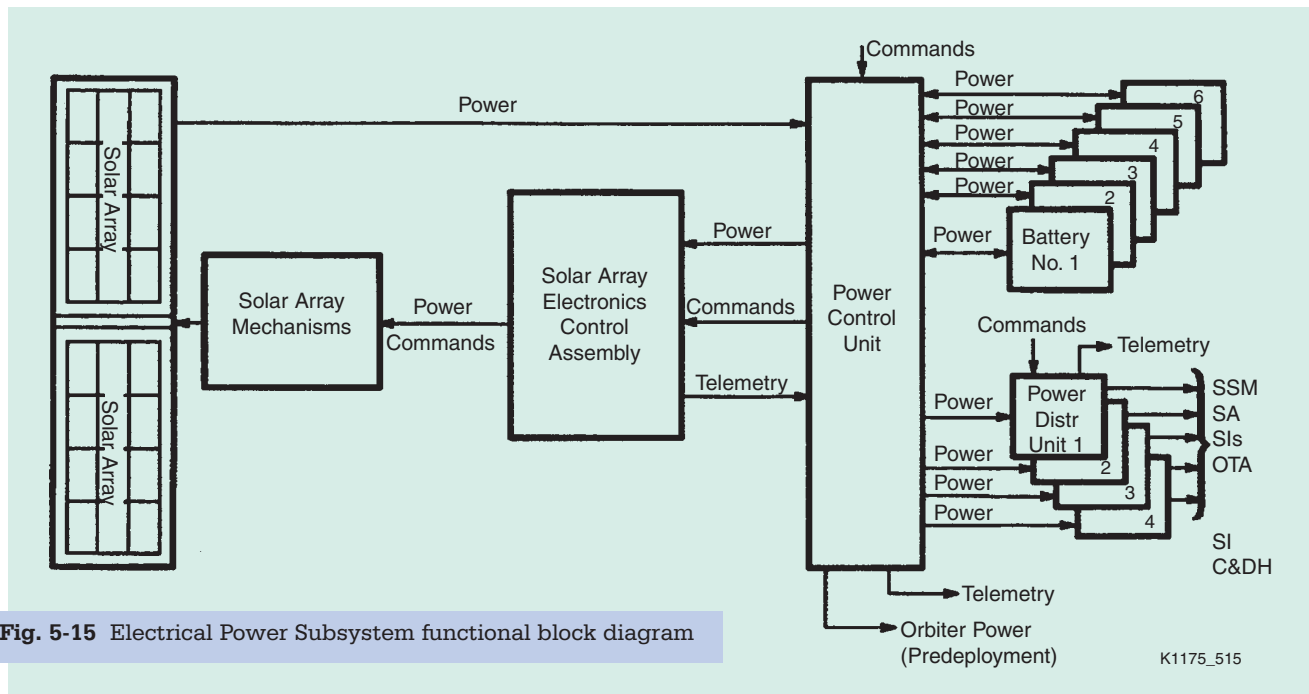 Commands
Power
Power
6
Power
5
Power
4
Power
3
Power
2
Power
Battery
No. 1
Solar Array
Solar Array
Solar Array
Mechanisms
Power
Commands
Solar Array
Electronics
Control
Assembly
Power
Commands
Telemetry
Power
Control
Unit
Commands
Telemetry
Power
Power
Distr
Unit 1
Power
2
Power
3
Power
4
SSM
SA
SIs
OTA
SI
C&DH
Telemetry
Orbiter Power
(Predeployment)
K1175_515
Fig. 5-15 Electrical Power Subsystem functional block diagram